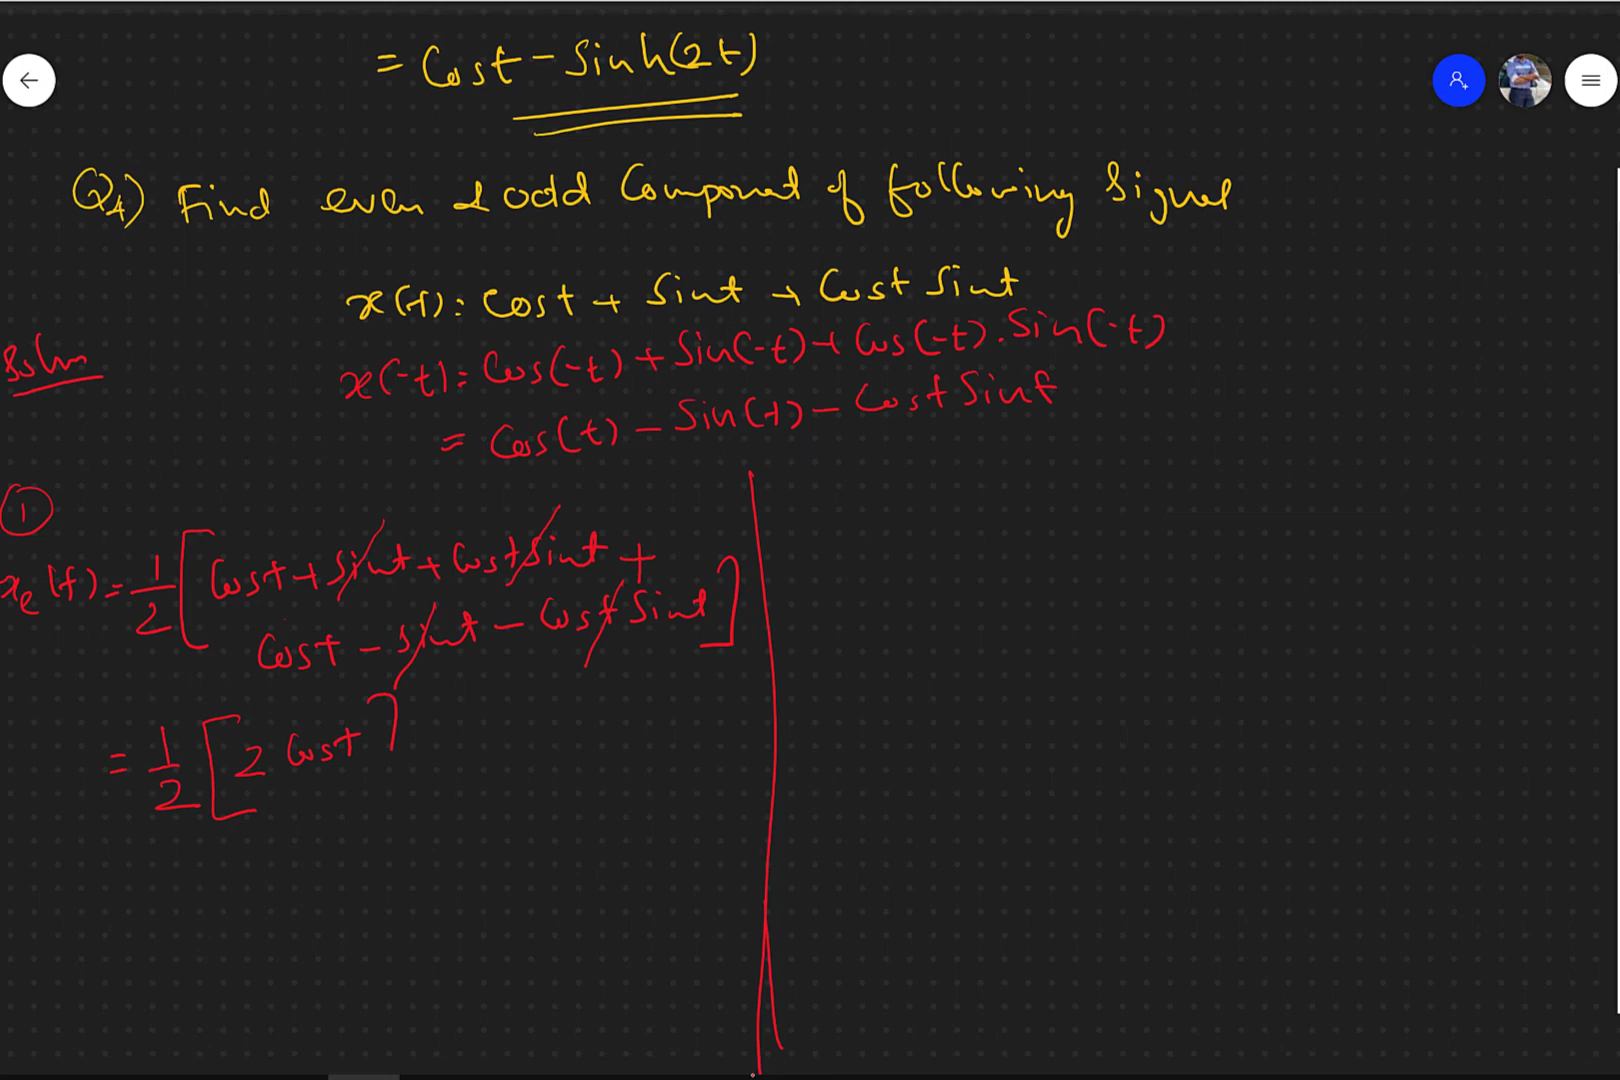 = Cost - Sinh(2t)
Q4) Find even & odd Component of following Signal
x(t): Cost + Sint + Cost Sint
Soln
x(-t): Cos(-t) + Sin(-t) + Cos(-t). Sin(-t)
= Cos(t) - Sin(t) - Cost Sint
①
xe(t) = 1/2 [Cost + sint + Cost sint +
Cost - sint - Cost Sint]
= 1/2 [2 Cost]